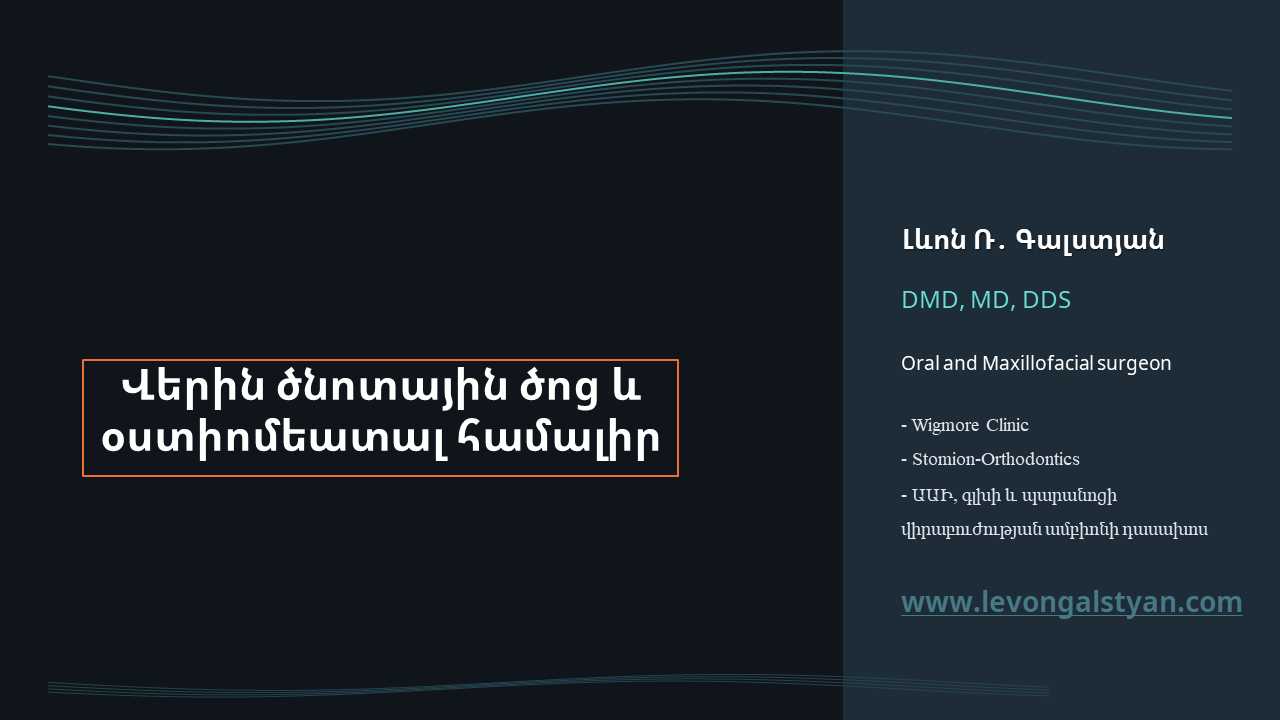 Վերին ծնոտային ծոց և
օստիոմեատալ համալիր
Լևոն Ռ․ Գալստյան
DMD, MD, DDS
Oral and Maxillofacial surgeon
- Wigmore Clinic
- Stomion-Orthodontics
- ԱԱԻ, գլխի և պարանոցի
վիրաբուժության ամբիոնի դասախոս
www.levongalstyan.com